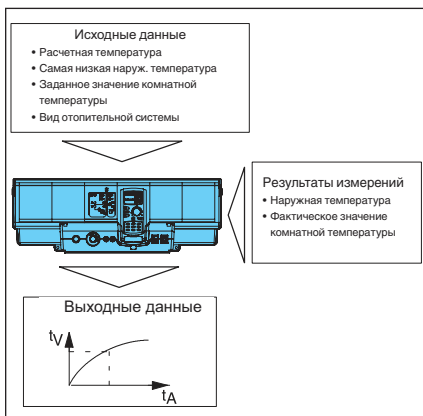 Исходные данные
• Расчетная температура
• Самая низкая наруж. температура
• Заданное значение комнатной
температуры
• Вид отопительной системы
Результаты измерений
• Наружная температура
• Фактическое значение
комнатной температуры
Выходные данные
tV
tA